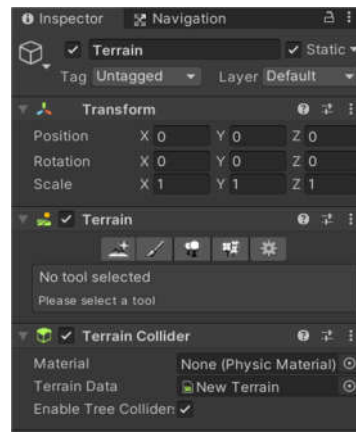 Inspector Navigation
Terrain Static
Tag Untagged Layer Default
Transform
Position X 0 Y 0 Z 0
Rotation X 0 Y 0 Z 0
Scale X 1 Y 1 Z 1
Terrain
No tool selected
Please select a tool
Terrain Collider
Material None (Physic Material)
Terrain Data New Terrain
Enable Tree Colliders